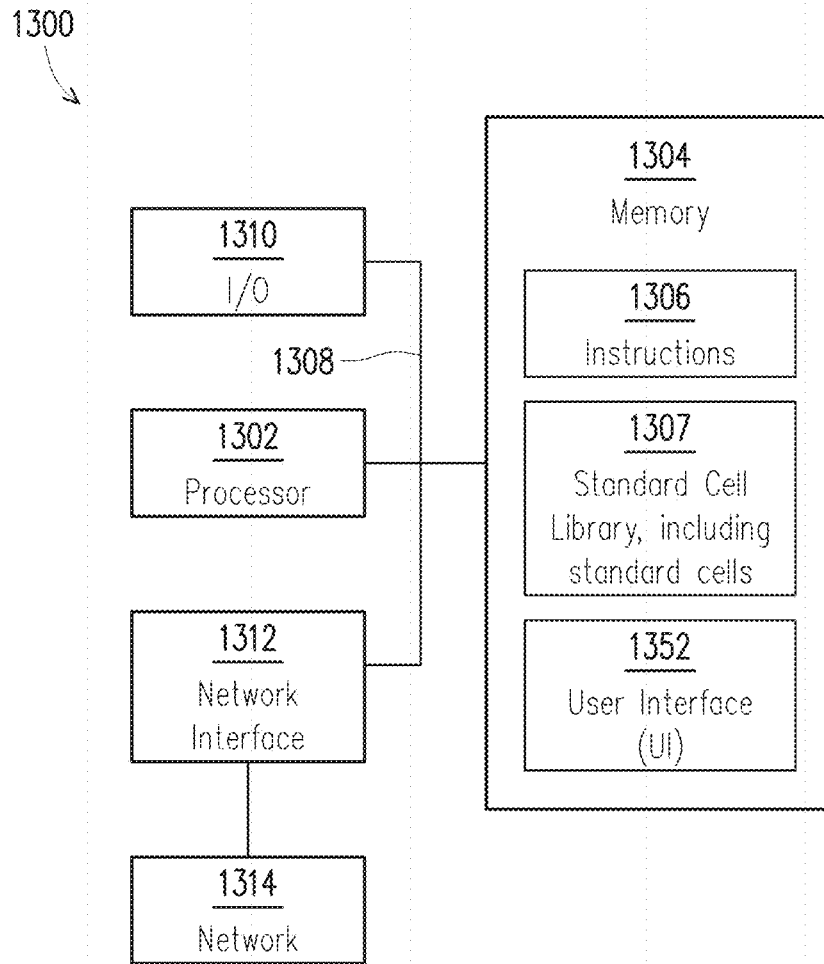 1300
1304
Memory
1310
I/O
1306
Instructions
1308
1302
Processor
1307
Standard Cell
Library, including
standard cells
1312
Network
Interface
1352
User Interface
(UI)
1314
Network